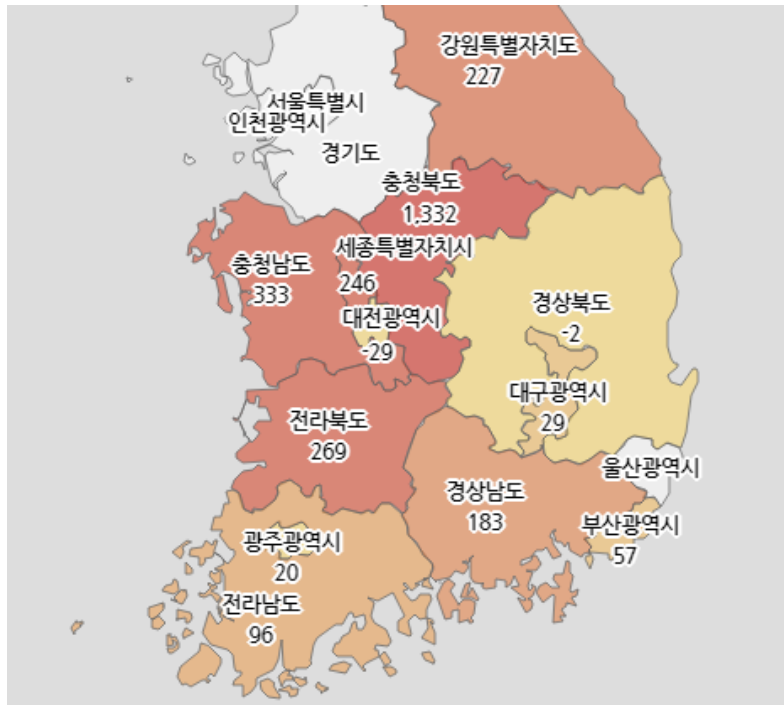 강원특별자치도
227
서울특별시
인천광역시
경기도
충청북도
1,332
세종특별자치시
246
충청남도
333
대전광역시
-29
경상북도
-2
대구광역시
29
전라북도
269
울산광역시
경상남도
183
부산광역시
57
광주광역시
20
전라남도
96